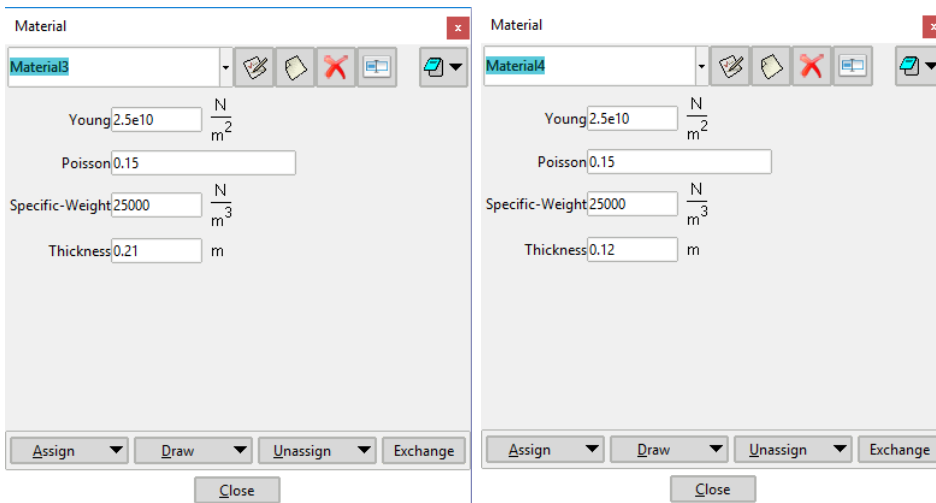 Material
x
Material3
Young 2.5e10 N/m²
Poisson 0.15
Specific-Weight 25000 N/m³
Thickness 0.21 m
Assign Draw Unassign Exchange
Close
Material
x
Material4
Young 2.5e10 N/m²
Poisson 0.15
Specific-Weight 25000 N/m³
Thickness 0.12 m
Assign Draw Unassign Exchange
Close